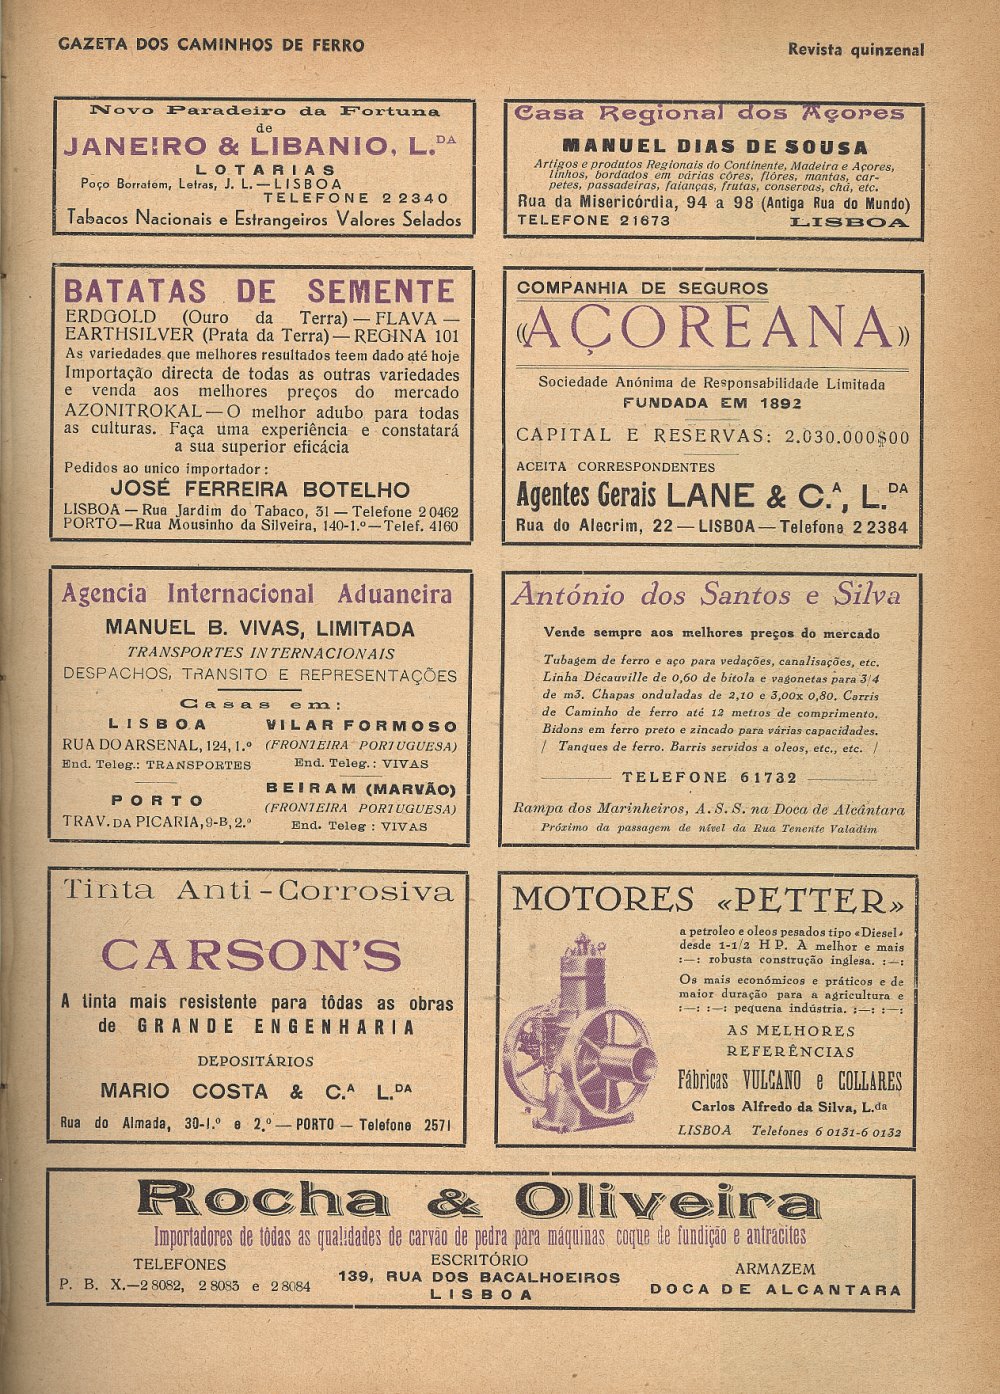 GAZETA DOS CAMINHOS DE FERRO
Revista quinzenal
Novo Paradeiro da Fortuna
de
JANEIRO & LIBANIO, L.DA
LOTARIAS
Poço Borratem, Letras, J. L.—LISBOA
TELEFONE 2 2340
Tabacos Nacionais e Estrangeiros Valores Selados
Casa Regional dos Açores
MANUEL DIAS DE SOUSA
Artigos e produtos Regionais do Continente, Madeira e Açores,
linhos, bordados em várias côres, flôres, mantas, car-
petes, passadeiras, faianças, frutas, conservas, chá, etc.
Rua da Misericórdia, 94 a 98 (Antiga Rua do Mundo)
TELEFONE 21673 LISBOA
BATATAS DE SEMENTE
ERDGOLD (Ouro da Terra) — FLAVA —
EARTHSILVER (Prata da Terra) — REGINA 101
As variedades que melhores resultados teem dado até hoje
Importação directa de todas as outras variedades
e venda aos melhores preços do mercado
AZONITROKAL — O melhor adubo para todas
as culturas. Faça uma experiência e constatará
a sua superior eficácia
Pedidos ao unico importador :
JOSÉ FERREIRA BOTELHO
LISBOA — Rua Jardim do Tabaco, 31 — Telefone 2 0462
PORTO—Rua Mousinho da Silveira, 140-1.º—Telef. 4160
COMPANHIA DE SEGUROS
«AÇOREANA»
Sociedade Anónima de Responsabilidade Limitada
FUNDADA EM 1892
CAPITAL E RESERVAS: 2.030.000$00
ACEITA CORRESPONDENTES
Agentes Gerais LANE & C.A, L.DA
Rua do Alecrim, 22 — LISBOA — Telefone 2 2384
Agencia Internacional Aduaneira
MANUEL B. VIVAS, LIMITADA
TRANSPORTES INTERNACIONAIS
DESPACHOS, TRANSITO E REPRESENTAÇÕES
Casas em:
LISBOA
RUA DO ARSENAL, 124, 1.º
End. Teleg.: TRANSPORTES
PORTO
TRAV. DA PICARIA, 9-B, 2.º
VILAR FORMOSO
(FRONTEIRA PORTUGUESA)
End. Teleg.: VIVAS
BEIRAM (MARVÃO)
(FRONTEIRA PORTUGUESA)
End. Teleg : VIVAS
António dos Santos e Silva
Vende sempre aos melhores preços do mercado
Tubagem de ferro e aço para vedações, canalisações, etc.
Linha Décauville de 0,60 de bitola e vagonetas para 3/4
de m3. Chapas onduladas de 2,10 e 3,00x 0,80. Carris
de Caminho de ferro até 12 metros de comprimento.
Bidons em ferro preto e zincado para várias capacidades.
/ Tanques de ferro. Barris servidos a oleos, etc., etc. /
TELEFONE 61732
Rampa dos Marinheiros, A. S. S. na Doca de Alcântara
Próximo da passagem de nível da Rua Tenente Valadim
Tinta Anti-Corrosiva
CARSON'S
A tinta mais resistente para tôdas as obras
de GRANDE ENGENHARIA
DEPOSITÁRIOS
MARIO COSTA & C.A L.DA
Rua do Almada, 30-1.º e 2.º — PORTO — Telefone 2571
MOTORES «PETTER»
a petroleo e oleos pesados tipo «Diesel»
desde 1-1/2 HP. A melhor e mais
:—: robusta construção inglesa. :—:
Os mais económicos e práticos e de
maior duração para a agricultura e
:—: :—: pequena indústria. :—: :—:
AS MELHORES
REFERÊNCIAS
Fábricas VULCANO e COLLARES
Carlos Alfredo da Silva, L.da
LISBOA Telefones 6 0131-6 0132
Rocha & Oliveira
Importadores de tôdas as qualidades de carvão de pedra para máquinas coque de fundição e antracites
TELEFONES
P. B. X.—2 8082, 2 8083 e 2 8084
ESCRITÓRIO
139, RUA DOS BACALHOEIROS
LISBOA
ARMAZEM
DOCA DE ALCANTARA